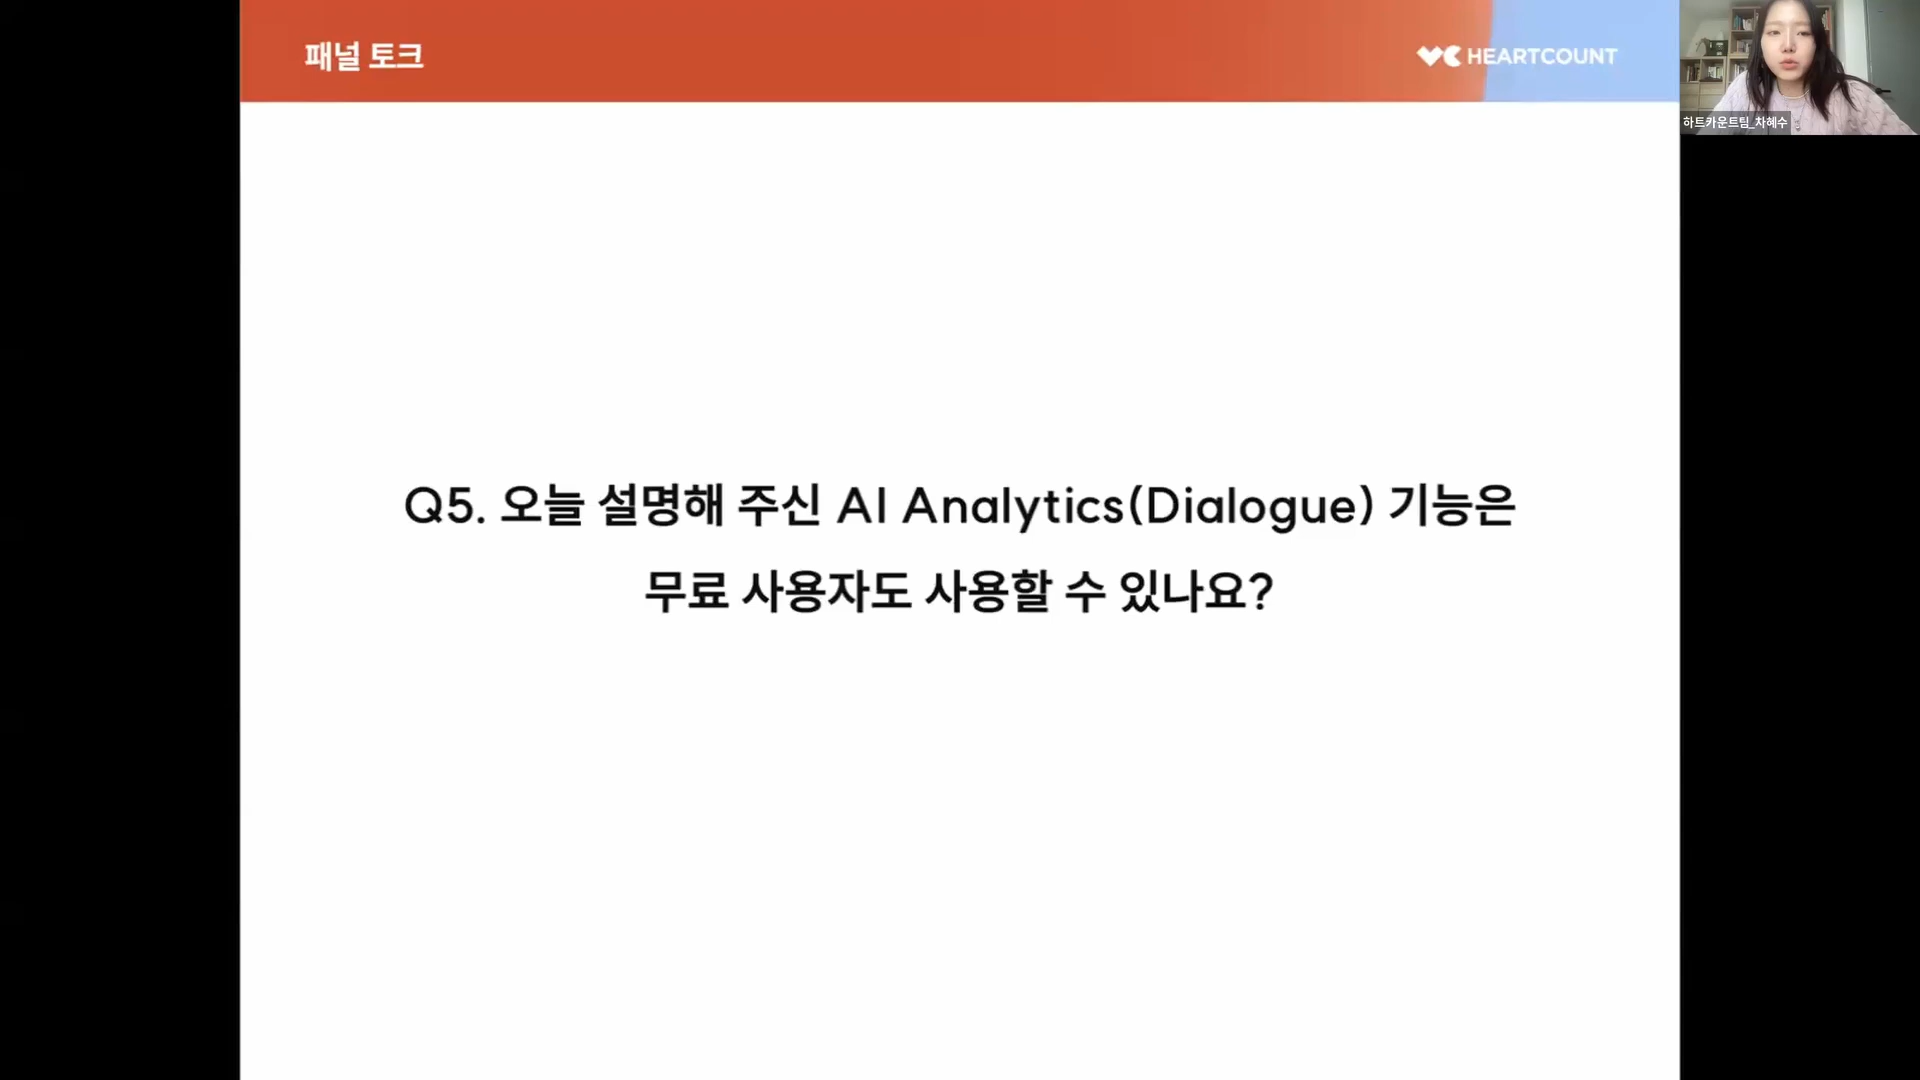 패널 토크
HEARTCOUNT
하트카운트팀_차혜수
Q5. 오늘 설명해 주신 AI Analytics(Dialogue) 기능은
무료 사용자도 사용할 수 있나요?